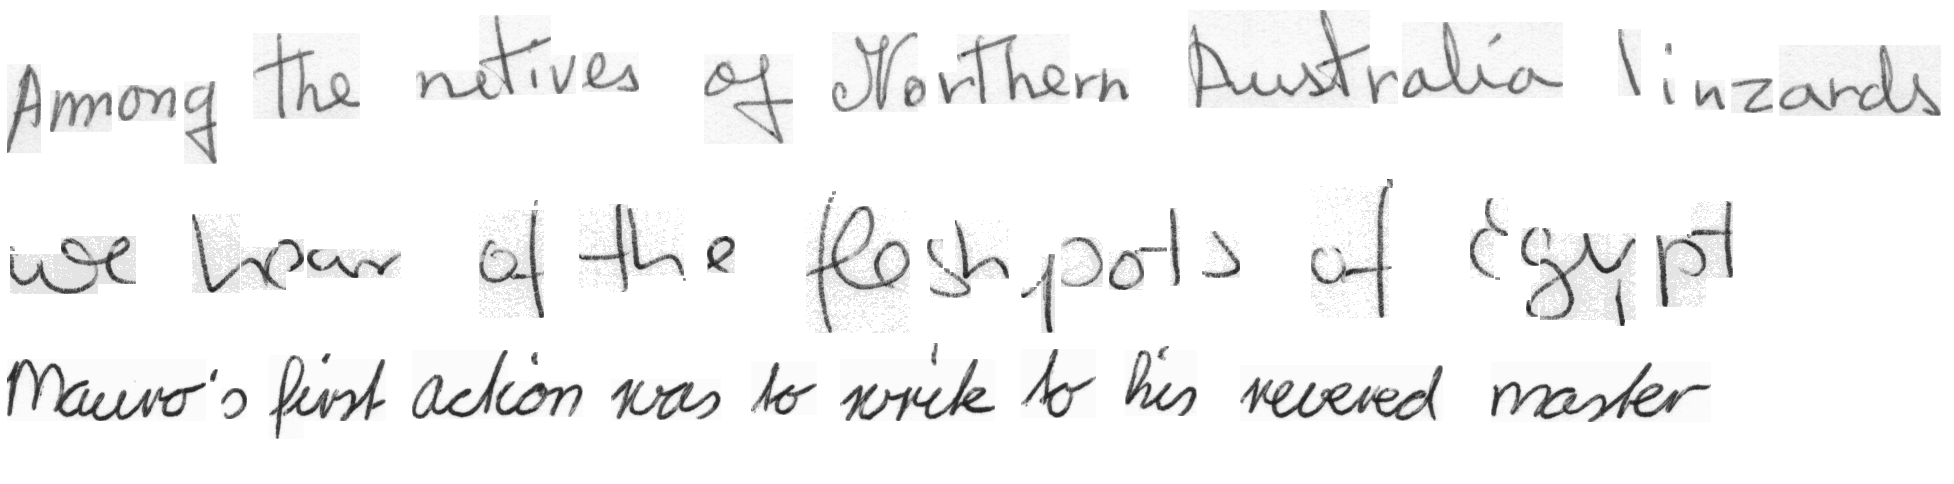 Among the natives of Northern Australia linzards
we hear of the fleshpots of Egypt
Mauro's first action was to write to his revered master